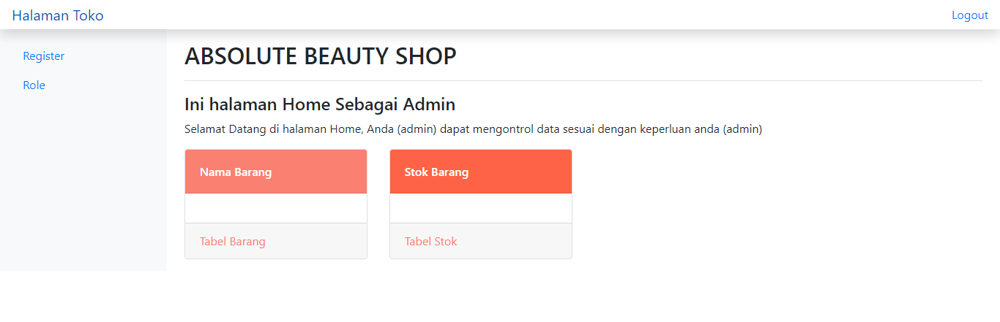 Halaman Toko
Logout
Register
Role
ABSOLUTE BEAUTY SHOP
Ini halaman Home Sebagai Admin
Selamat Datang di halaman Home, Anda (admin) dapat mengontrol data sesuai dengan keperluan anda (admin)
Nama Barang
Stok Barang
Tabel Barang
Tabel Stok